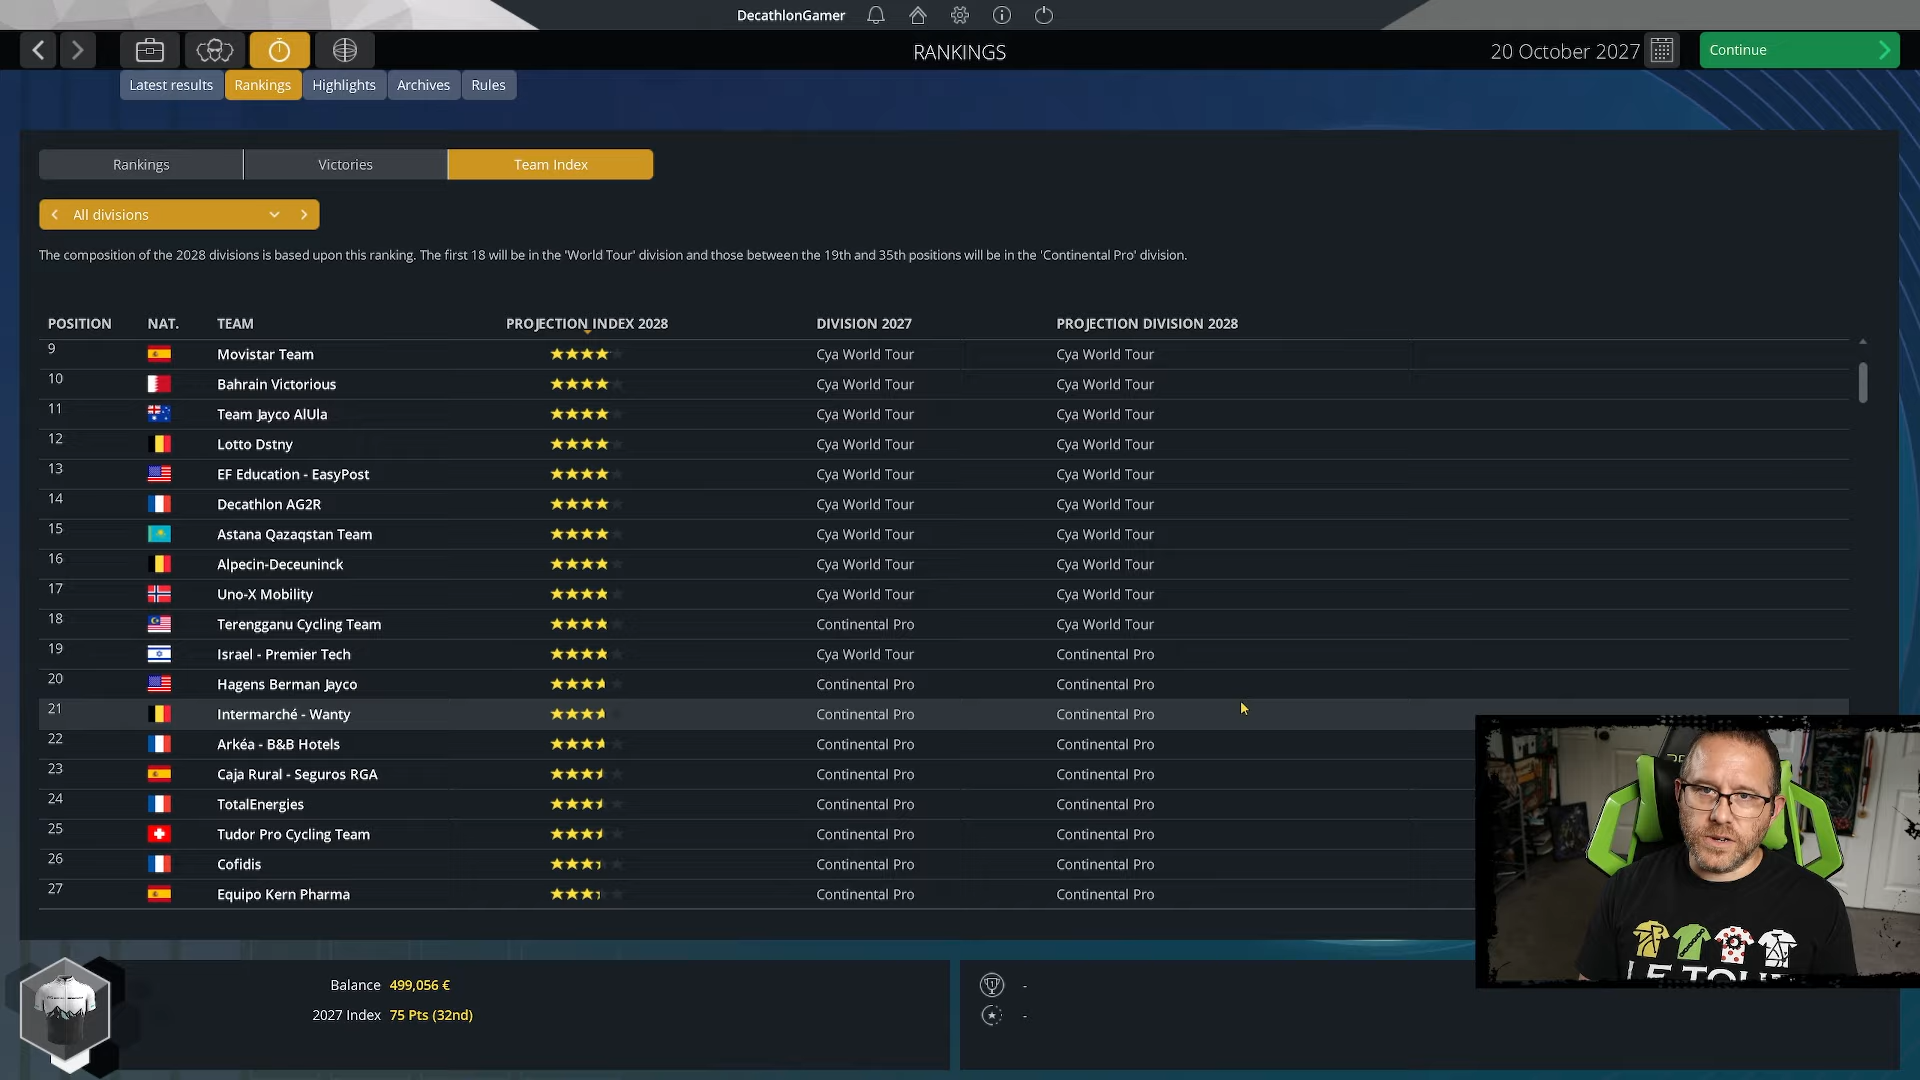 DecathlonGamer
RANKINGS
20 October 2027
Continue
Latest results
Rankings
Highlights
Archives
Rules
Rankings
Victories
Team Index
All divisions
The composition of the 2028 divisions is based upon this ranking. The first 18 will be in the 'World Tour' division and those between the 19th and 35th positions will be in the 'Continental Pro' division.
POSITION NAT. TEAM PROJECTION INDEX 2028 DIVISION 2027 PROJECTION DIVISION 2028
9 Movistar Team Cya World Tour Cya World Tour
10 Bahrain Victorious Cya World Tour Cya World Tour
11 Team Jayco AlUla Cya World Tour Cya World Tour
12 Lotto Dstny Cya World Tour Cya World Tour
13 EF Education - EasyPost Cya World Tour Cya World Tour
14 Decathlon AG2R Cya World Tour Cya World Tour
15 Astana Qazaqstan Team Cya World Tour Cya World Tour
16 Alpecin-Deceuninck Cya World Tour Cya World Tour
17 Uno-X Mobility Cya World Tour Cya World Tour
18 Terengganu Cycling Team Continental Pro Cya World Tour
19 Israel - Premier Tech Cya World Tour Continental Pro
20 Hagens Berman Jayco Continental Pro Continental Pro
21 Intermarché - Wanty Continental Pro Continental Pro
22 Arkéa - B&B Hotels Continental Pro Continental Pro
23 Caja Rural - Seguros RGA Continental Pro Continental Pro
24 TotalEnergies Continental Pro Continental Pro
25 Tudor Pro Cycling Team Continental Pro Continental Pro
26 Cofidis Continental Pro Continental Pro
27 Equipo Kern Pharma Continental Pro Continental Pro
Balance 499,056 €
2027 Index 75 Pts (32nd)
-
-
LE TOU